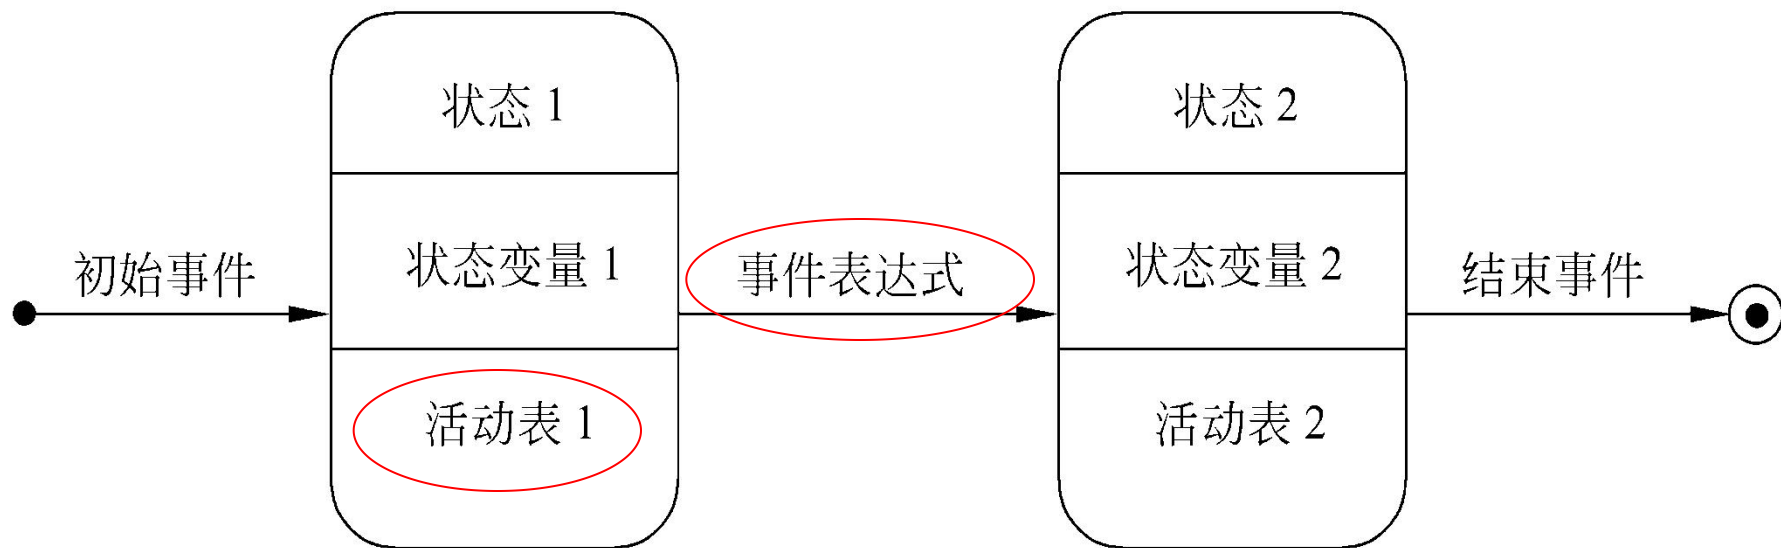 初始事件
状态 1
状态变量 1
活动表 1
事件表达式
状态 2
状态变量 2
活动表 2
结束事件